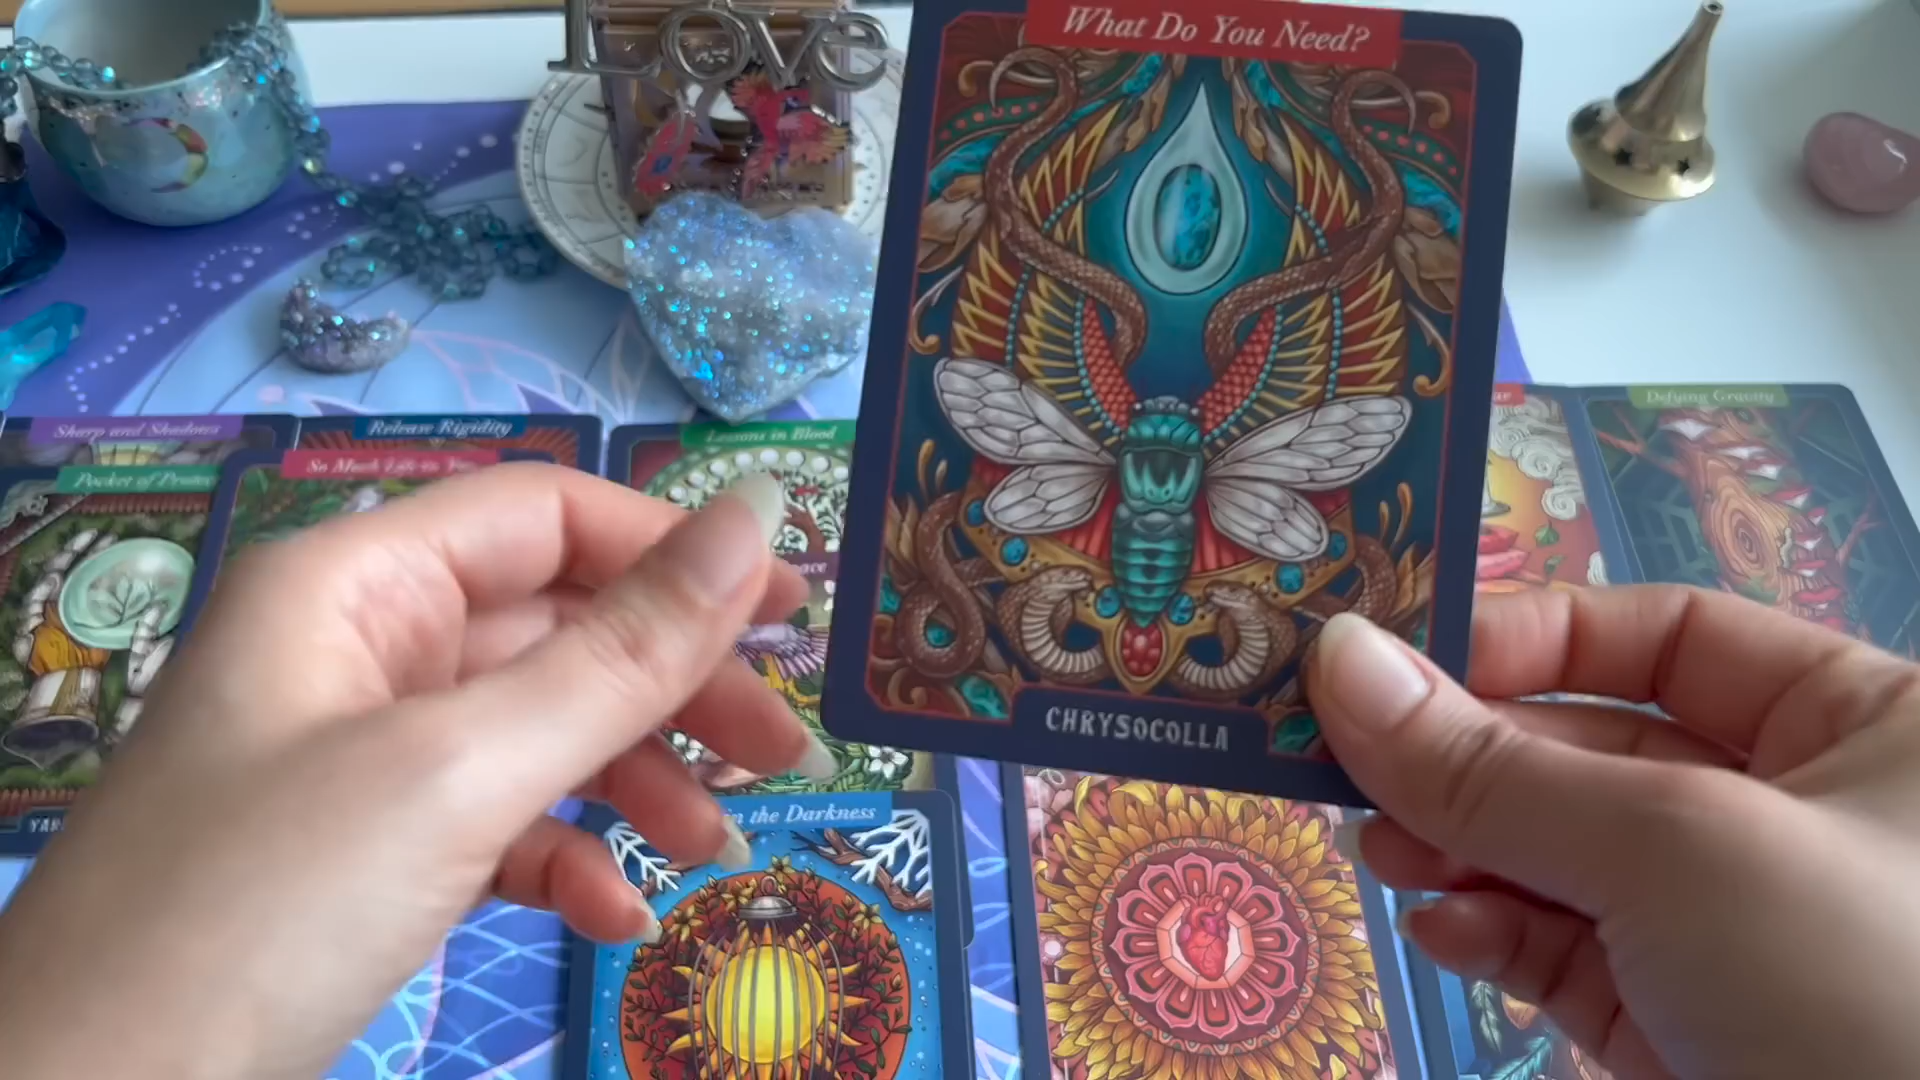 Love
What Do You Need?
Defying Gravity
Sharp and Shadows
Release Rigidity
Lessons in Blood
So Much Life in You
Pocket of
CHRYSOCOLLA
in the Darkness